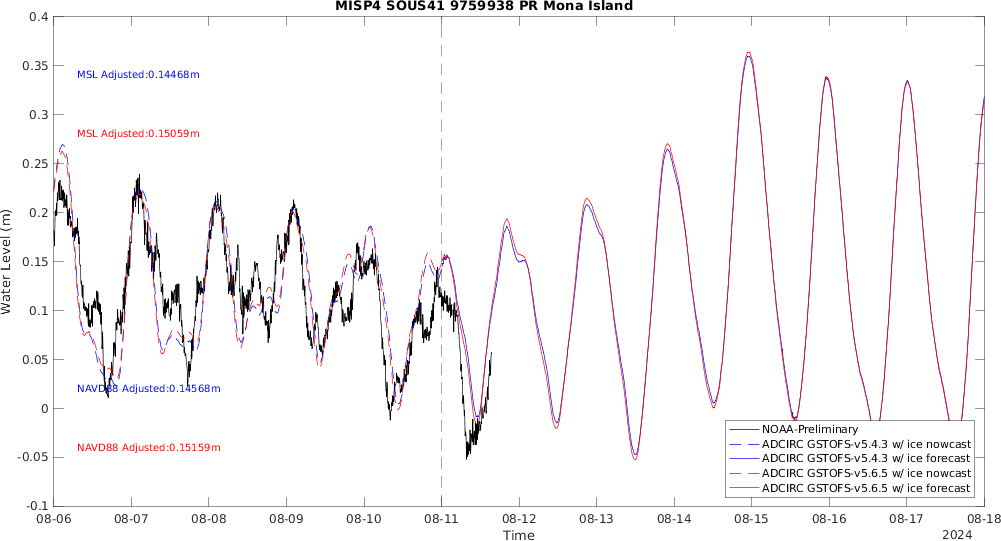 MISP4 SOUS41 9759938 PR Mona Island
0.4
0.35
0.3
0.25
0.2
0.15
0.1
0.05
0
-0.05
-0.1
Water Level (m)
MSL Adjusted:0.14468m
MSL Adjusted:0.15059m
NAVD88 Adjusted:0.14568m
NAVD88 Adjusted:0.15159m
NOAA-Preliminary
ADCIRC GSTOFS-v5.4.3 w/ ice nowcast
ADCIRC GSTOFS-v5.4.3 w/ ice forecast
ADCIRC GSTOFS-v5.6.5 w/ ice nowcast
ADCIRC GSTOFS-v5.6.5 w/ ice forecast
08-06 08-07 08-08 08-09 08-10 08-11 08-12 08-13 08-14 08-15 08-16 08-17 08-18
Time
2024